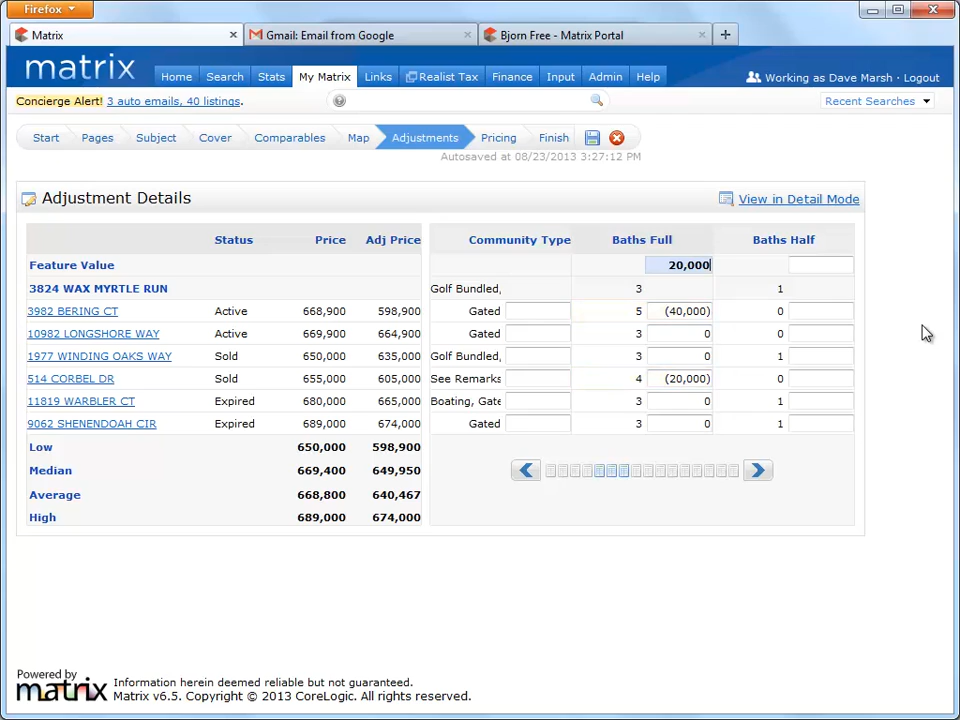 Firefox
Matrix
Gmail: Email from Google
Bjorn Free - Matrix Portal
matrix
Home Search Stats My Matrix Links Realist Tax Finance Input Admin Help
Working as Dave Marsh · Logout
Concierge Alert! 3 auto emails, 40 listings.
Recent Searches
Start Pages Subject Cover Comparables Map Adjustments Pricing Finish
Autosaved at 08/23/2013 3:27:12 PM
Adjustment Details
View in Detail Mode
Status Price Adj Price Community Type Baths Full Baths Half
Feature Value 20,000
3824 WAX MYRTLE RUN Golf Bundled, 3 1
3982 BERING CT Active 668,900 598,900 Gated 5 (40,000) 0
10982 LONGSHORE WAY Active 669,900 664,900 Gated 3 0 0
1977 WINDING OAKS WAY Sold 650,000 635,000 Golf Bundled, 3 0 1
514 CORBEL DR Sold 655,000 605,000 See Remarks 4 (20,000) 0
11819 WARBLER CT Expired 680,000 665,000 Boating, Gate 3 0 1
9062 SHENENDOAH CIR Expired 689,000 674,000 Gated 3 0 1
Low 650,000 598,900
Median 669,400 649,950
Average 668,800 640,467
High 689,000 674,000
Powered by
matrix
Information herein deemed reliable but not guaranteed.
Matrix v6.5. Copyright © 2013 CoreLogic. All rights reserved.